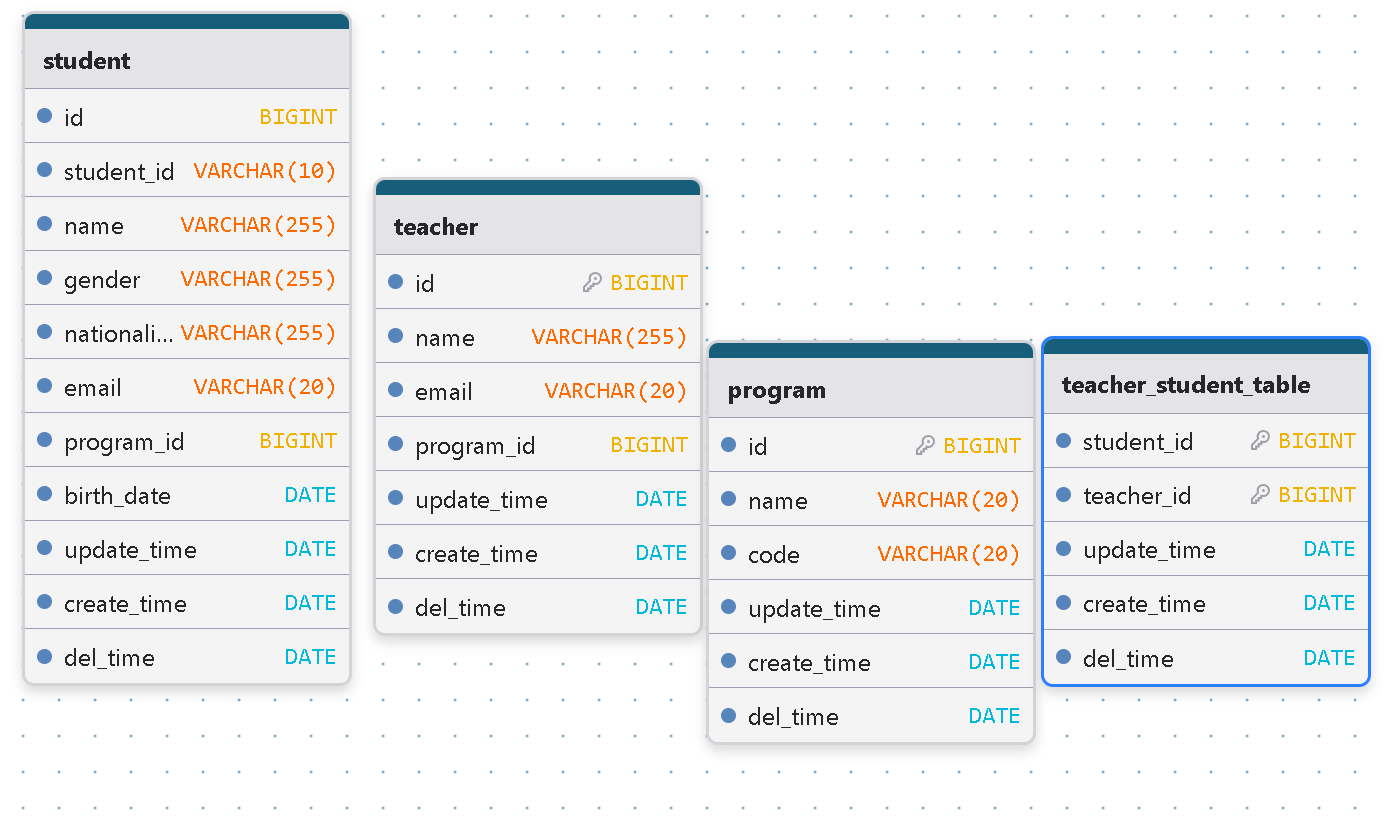 student
id BIGINT
student_id VARCHAR(10)
name VARCHAR(255)
gender VARCHAR(255)
nationali... VARCHAR(255)
email VARCHAR(20)
program_id BIGINT
birth_date DATE
update_time DATE
create_time DATE
del_time DATE
teacher
id BIGINT
name VARCHAR(255)
email VARCHAR(20)
program_id BIGINT
update_time DATE
create_time DATE
del_time DATE
program
id BIGINT
name VARCHAR(20)
code VARCHAR(20)
update_time DATE
create_time DATE
del_time DATE
teacher_student_table
student_id BIGINT
teacher_id BIGINT
update_time DATE
create_time DATE
del_time DATE